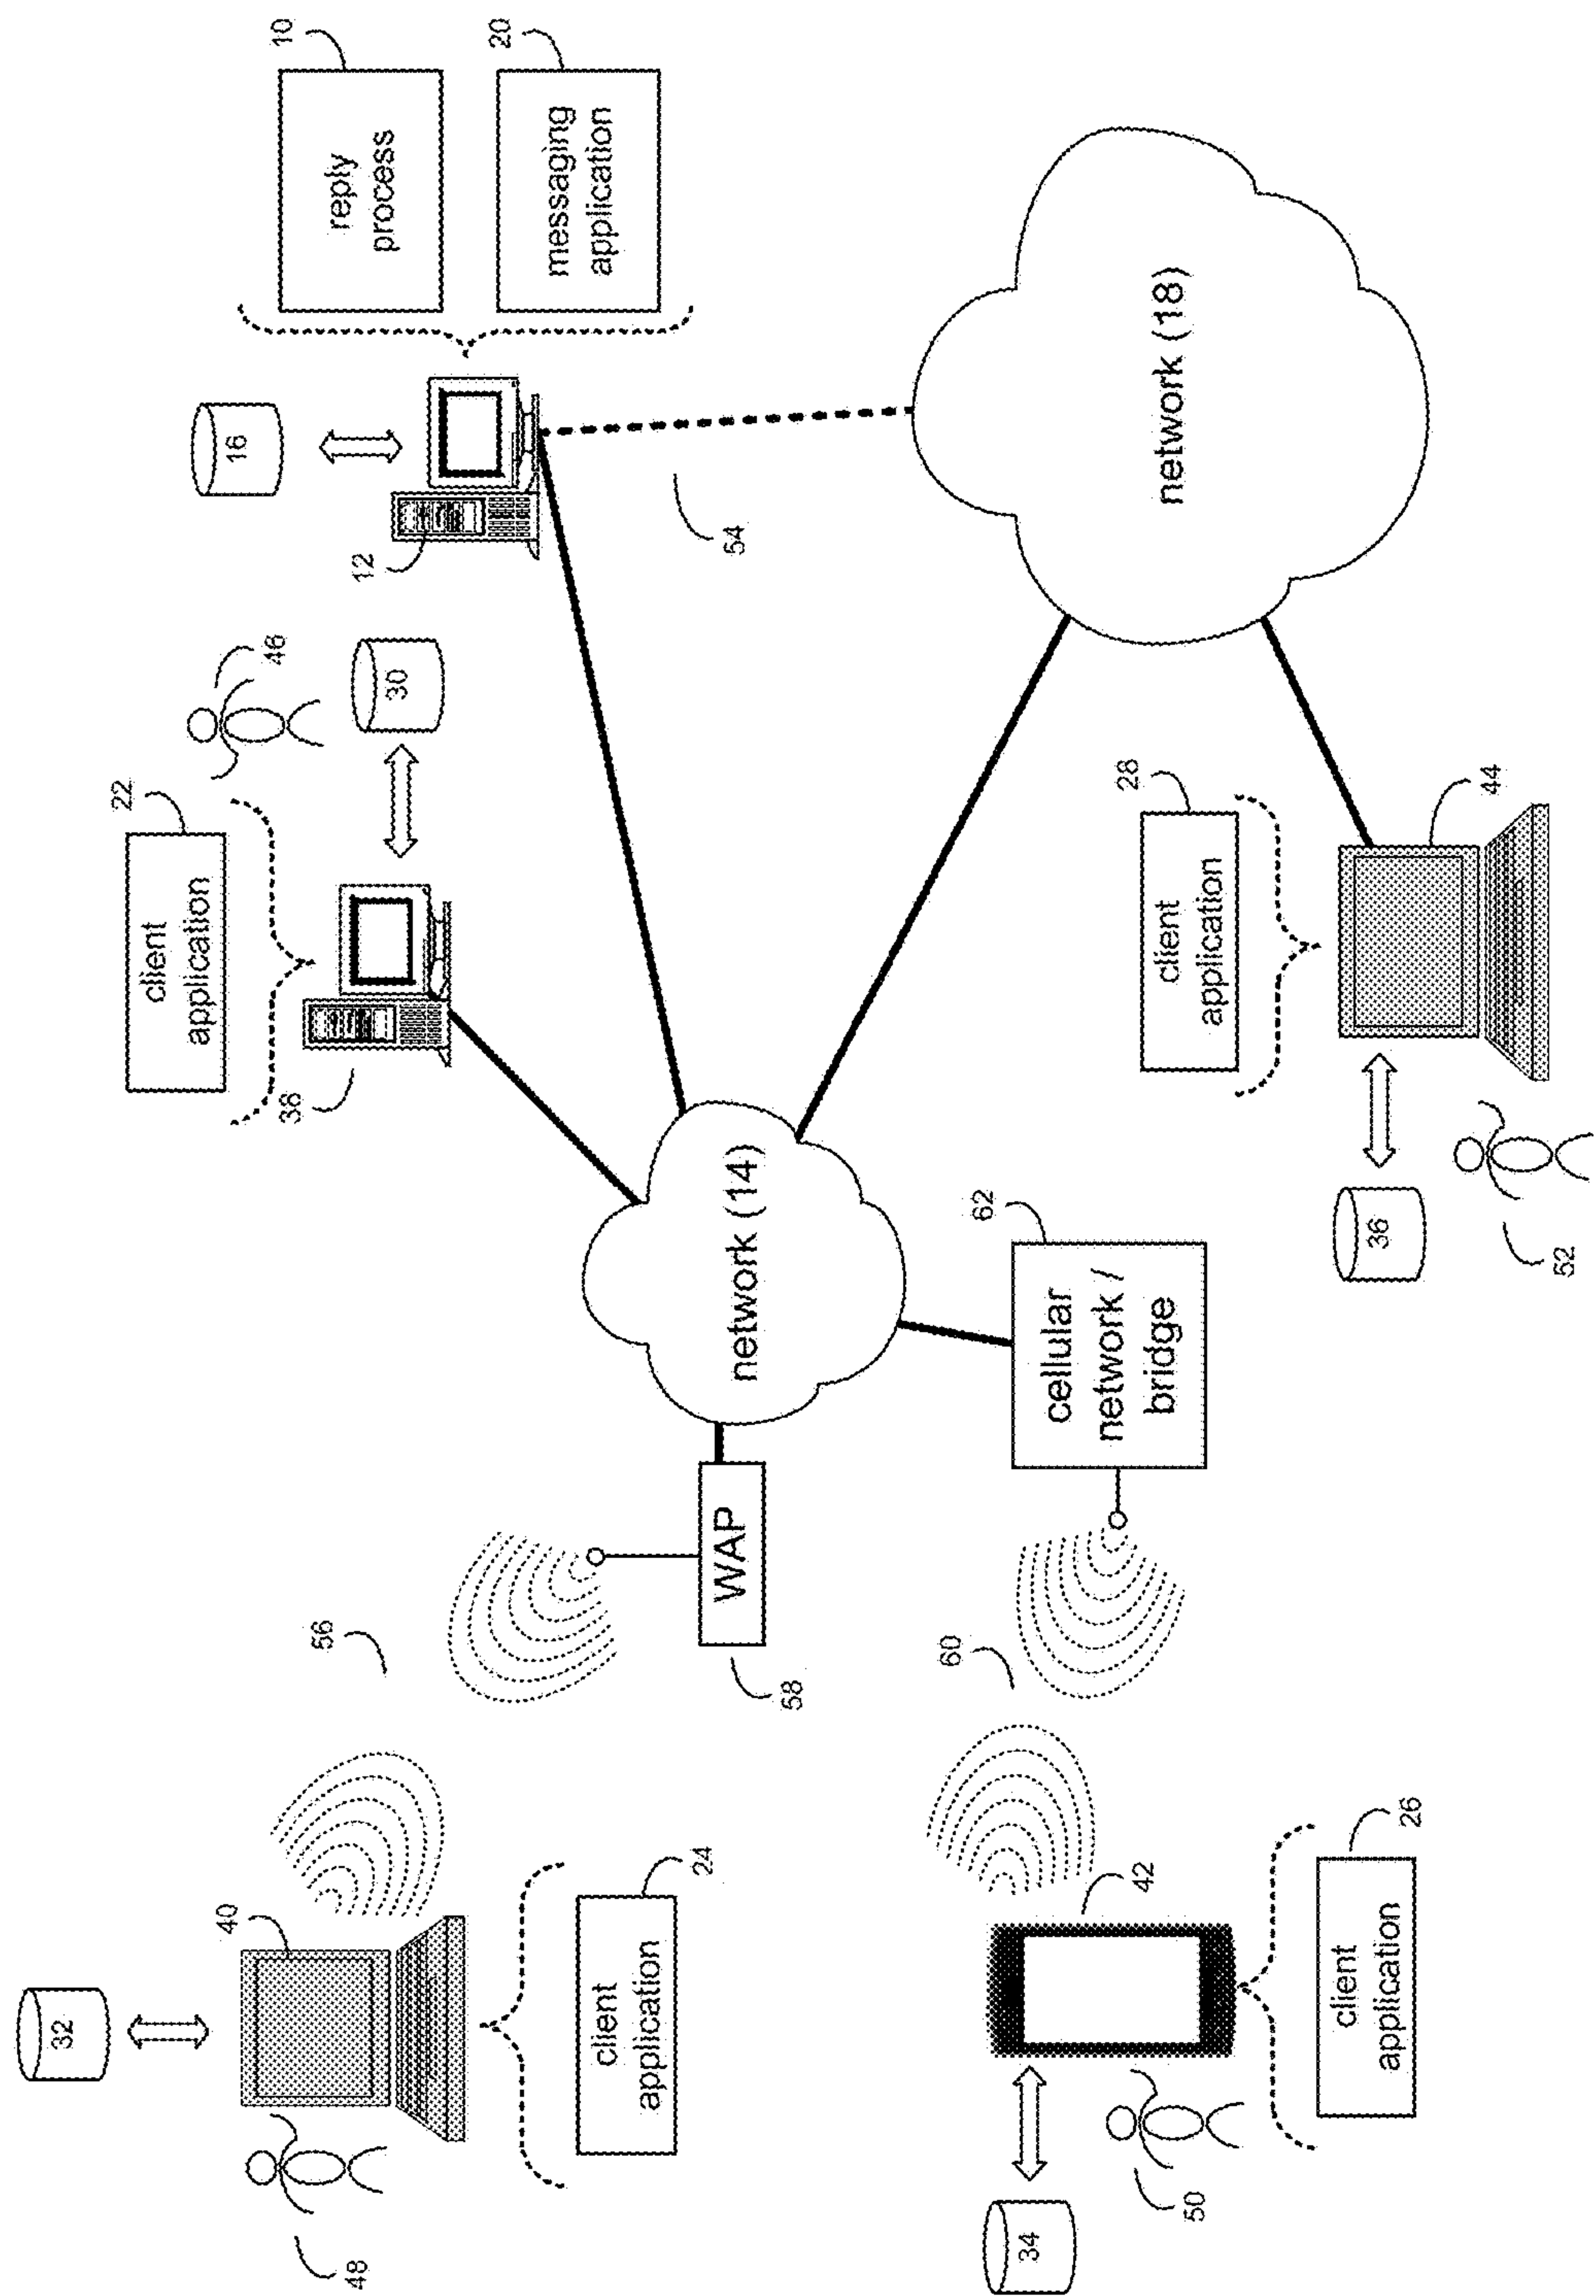 32
22
client
application
16
40
46
10
38
56
reply
process
48
12
30
20
messaging
application
client
application
24
54
WAP
network (14)
58
60
62
34
cellular
network /
bridge
28
42
client
application
network (18)
50
client
application
36
26
44
52